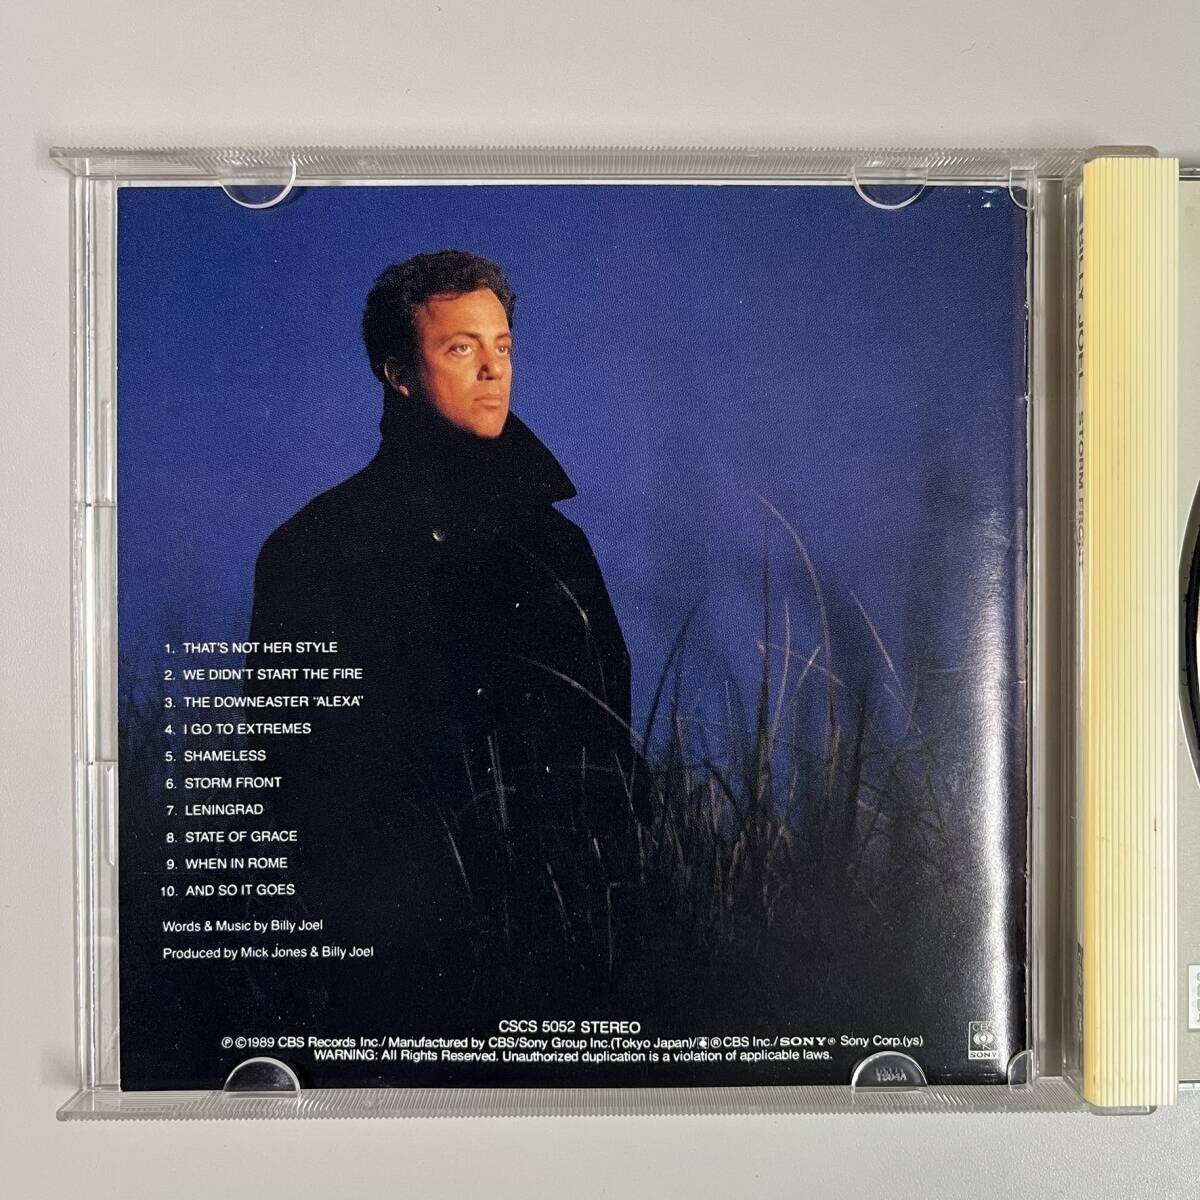 1. THAT'S NOT HER STYLE
2. WE DIDN'T START THE FIRE
3. THE DOWNEASTER "ALEXA"
4. I GO TO EXTREMES
5. SHAMELESS
6. STORM FRONT
7. LENINGRAD
8. STATE OF GRACE
9. WHEN IN ROME
10. AND SO IT GOES
Words & Music by Billy Joel
Produced by Mick Jones & Billy Joel
CSCS 5052 STEREO
℗©1989 CBS Records Inc./Manufactured by CBS/Sony Group Inc.(Tokyo Japan)/®CBS Inc./SONY® Sony Corp.(ys)
WARNING: All Rights Reserved. Unauthorized duplication is a violation of applicable laws.
CBS
SONY
BILLY JOEL STORM FRONT